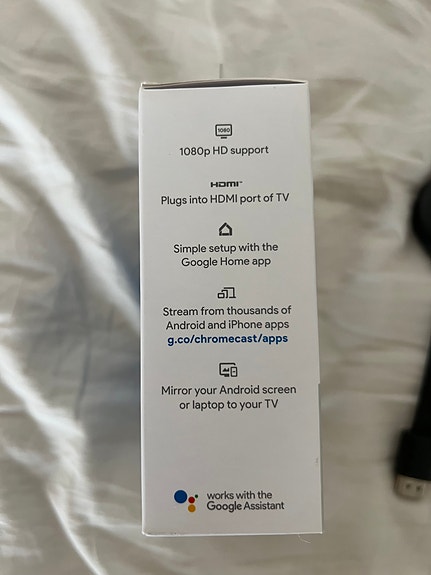 1080
1080p HD support
HDMI™
Plugs into HDMI port of TV
Simple setup with the
Google Home app
Stream from thousands of
Android and iPhone apps
g.co/chromecast/apps
Mirror your Android screen
or laptop to your TV
works with the
Google Assistant